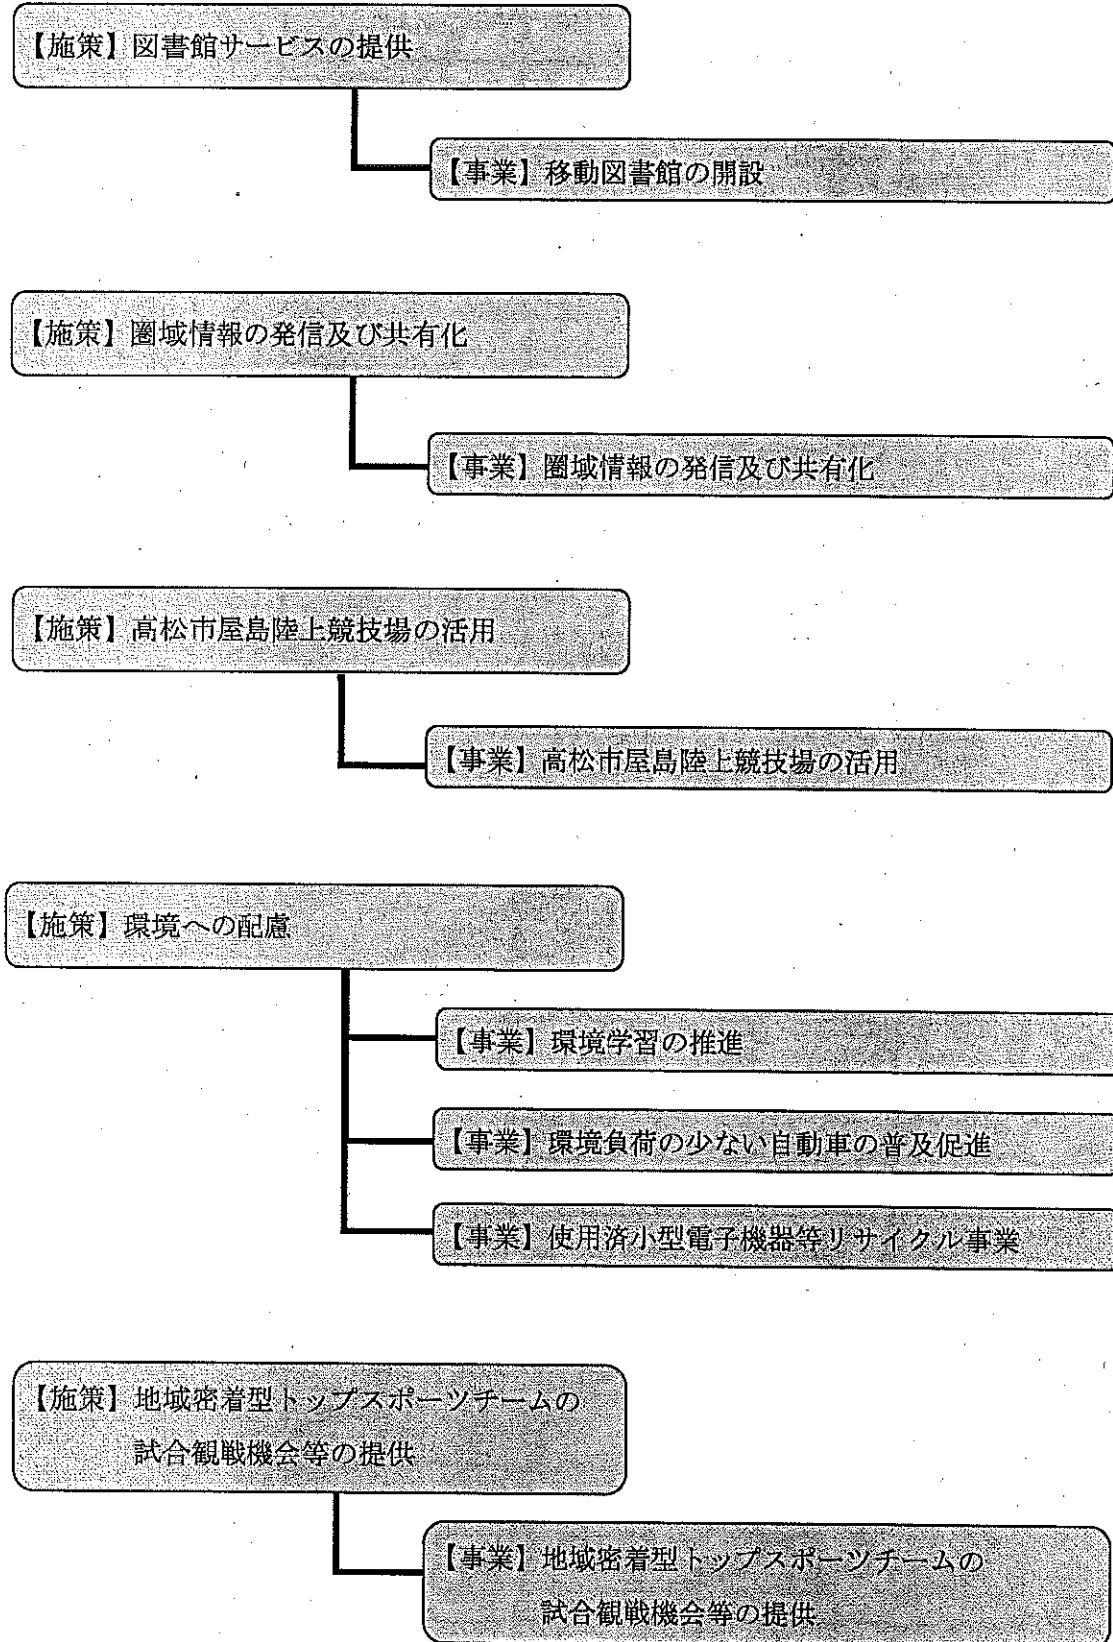 【施策】図書館サービスの提供
【事業】移動図書館の開設
【施策】圏域情報の発信及び共有化
【事業】圏域情報の発信及び共有化
【施策】高松市屋島陸上競技場の活用
【事業】高松市屋島陸上競技場の活用
【施策】環境への配慮
【事業】環境学習の推進
【事業】環境負荷の少ない自動車の普及促進
【事業】使用済小型電子機器等リサイクル事業
【施策】地域密着型トップスポーツチームの
試合観戦機会等の提供
【事業】地域密着型トップスポーツチームの
試合観戦機会等の提供